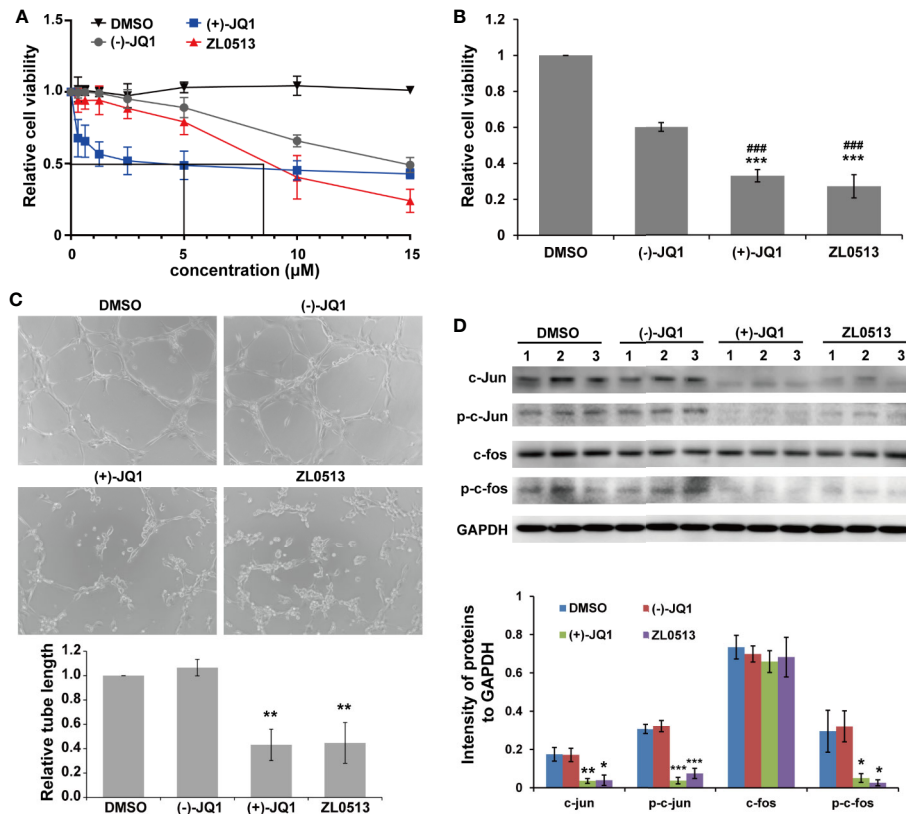 A
DMSO
(+)-JQ1
(-)-JQ1
ZL0513
Relative cell viability
1.5
1.0
0.5
0
0
5
10
15
concentration (µM)
B
Relative cell viability
1.2
1
0.8
0.6
0.4
0.2
0
###
***
###
***
DMSO
(-)-JQ1
(+)-JQ1
ZL0513
C
DMSO
(-)-JQ1
(+)-JQ1
ZL0513
Relative tube length
1.2
1.0
0.8
0.6
0.4
0.2
0.0
**
**
DMSO
(-)-JQ1
(+)-JQ1
ZL0513
D
DMSO (-)-JQ1 (+)-JQ1 ZL0513
1 2 3 1 2 3 1 2 3 1 2 3
c-Jun
p-c-Jun
c-fos
p-c-fos
GAPDH
DMSO
(-)-JQ1
(+)-JQ1
ZL0513
Intensity of proteins
to GAPDH
1
0.8
0.6
0.4
0.2
0
** *
*** ***
* *
c-jun
p-c-jun
c-fos
p-c-fos